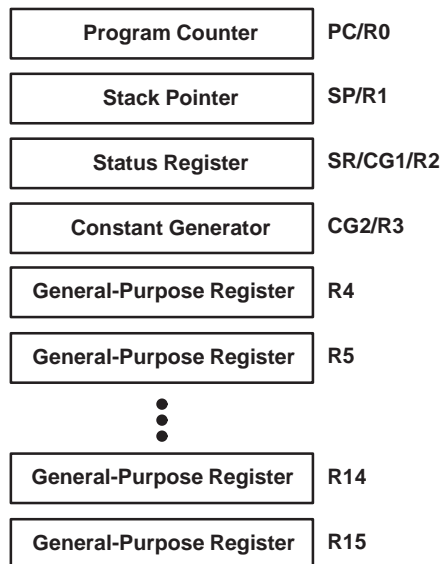 Program Counter PC/R0
Stack Pointer SP/R1
Status Register SR/CG1/R2
Constant Generator CG2/R3
General-Purpose Register R4
General-Purpose Register R5
General-Purpose Register R14
General-Purpose Register R15